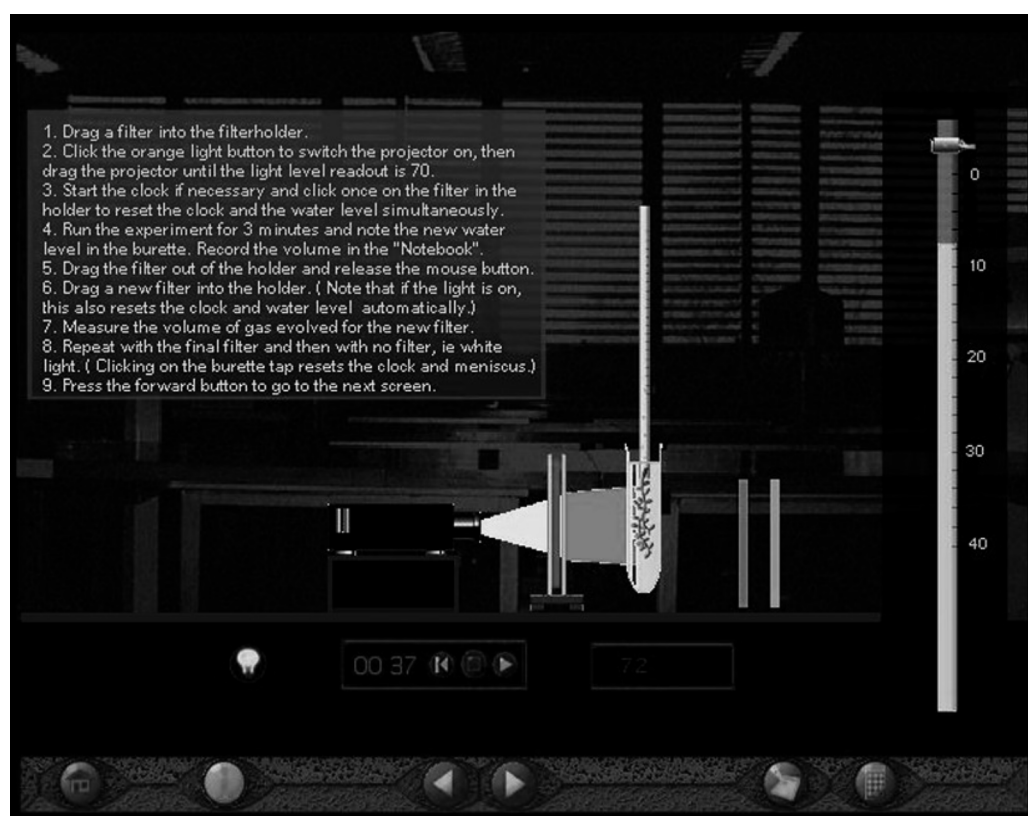 1. Drag a filter into the filterholder.
2. Click the orange light button to switch the projector on, then
drag the projector until the light level readout is 70.
3. Start the clock if necessary and click once on the filter in the
holder to reset the clock and the water level simultaneously.
4. Run the experiment for 3 minutes and note the new water
level in the burette. Record the volume in the "Notebook".
5. Drag the filter out of the holder and release the mouse button.
6. Drag a new filter into the holder. ( Note that if the light is on,
this also resets the clock and water level  automatically.)
7. Measure the volume of gas evolved for the new filter.
8. Repeat with the final filter and then with no filter, ie white
light. ( Clicking on the burette tap resets the clock and meniscus.)
9. Press the forward button to go to the next screen.
0
10
20
30
40
00 37
72